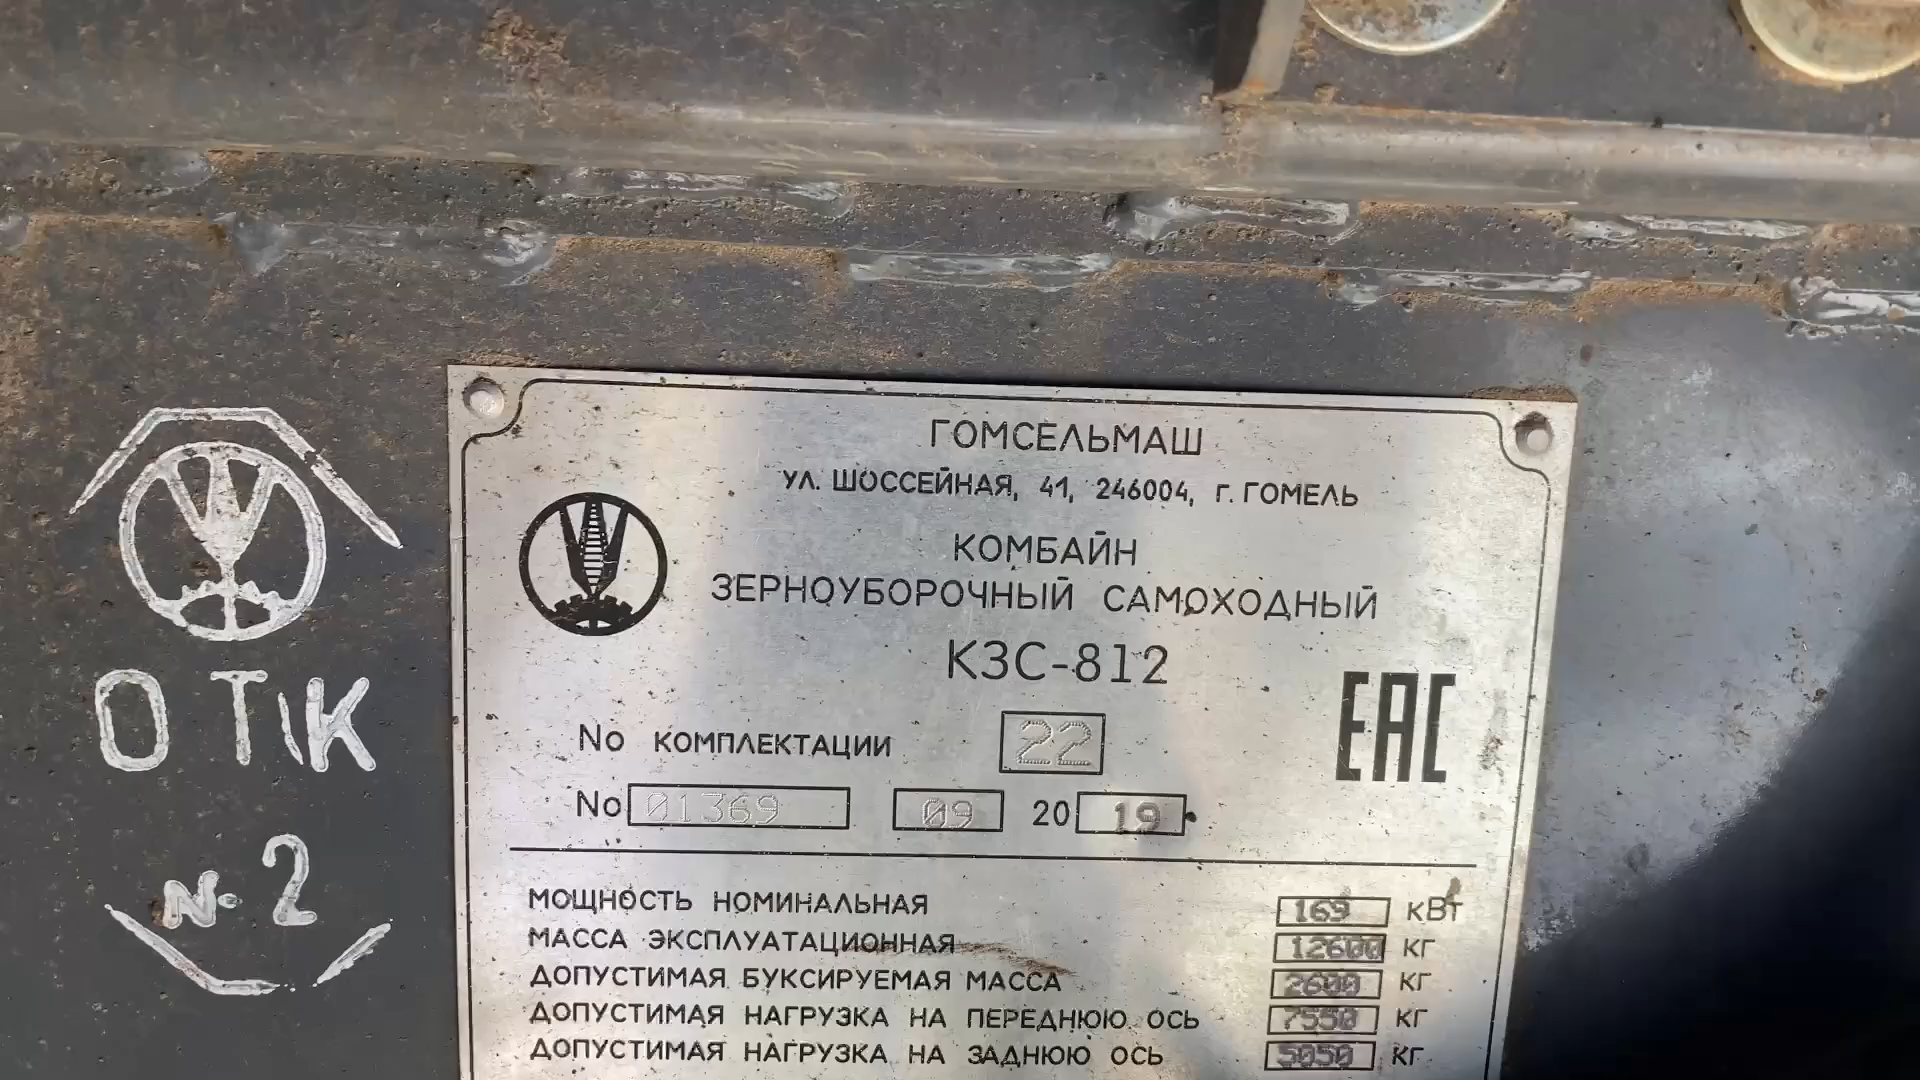 ГОМСЕЛЬМАШ
УЛ. ШОССЕЙНАЯ, 41, 246004, Г. ГОМЕЛЬ
КОМБАЙН
ЗЕРНОУБОРОЧНЫЙ САМОХОДНЫЙ
КЗС-812
EAC
No КОМПЛЕКТАЦИИ 22
No 01369 09 20 19
МОЩНОСТЬ НОМИНАЛЬНАЯ 169 кВт
МАССА ЭКСПЛУАТАЦИОННАЯ 12600 КГ
ДОПУСТИМАЯ БУКСИРУЕМАЯ МАССА 2600 КГ
ДОПУСТИМАЯ НАГРУЗКА НА ПЕРЕДНЮЮ ОСЬ 7550 КГ
ДОПУСТИМАЯ НАГРУЗКА НА ЗАДНЮЮ ОСЬ 5050 КГ
ОТК
№ 2